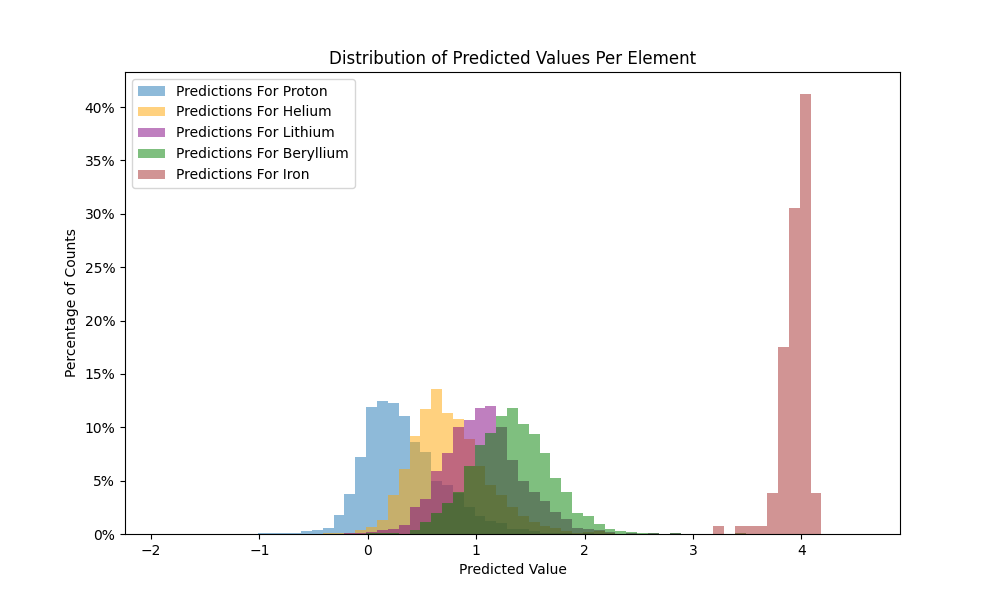 Distribution of Predicted Values Per Element
Predictions For Proton
Predictions For Helium
Predictions For Lithium
Predictions For Beryllium
Predictions For Iron
Percentage of Counts
40%
35%
30%
25%
20%
15%
10%
5%
0%
−2 −1 0 1 2 3 4
Predicted Value